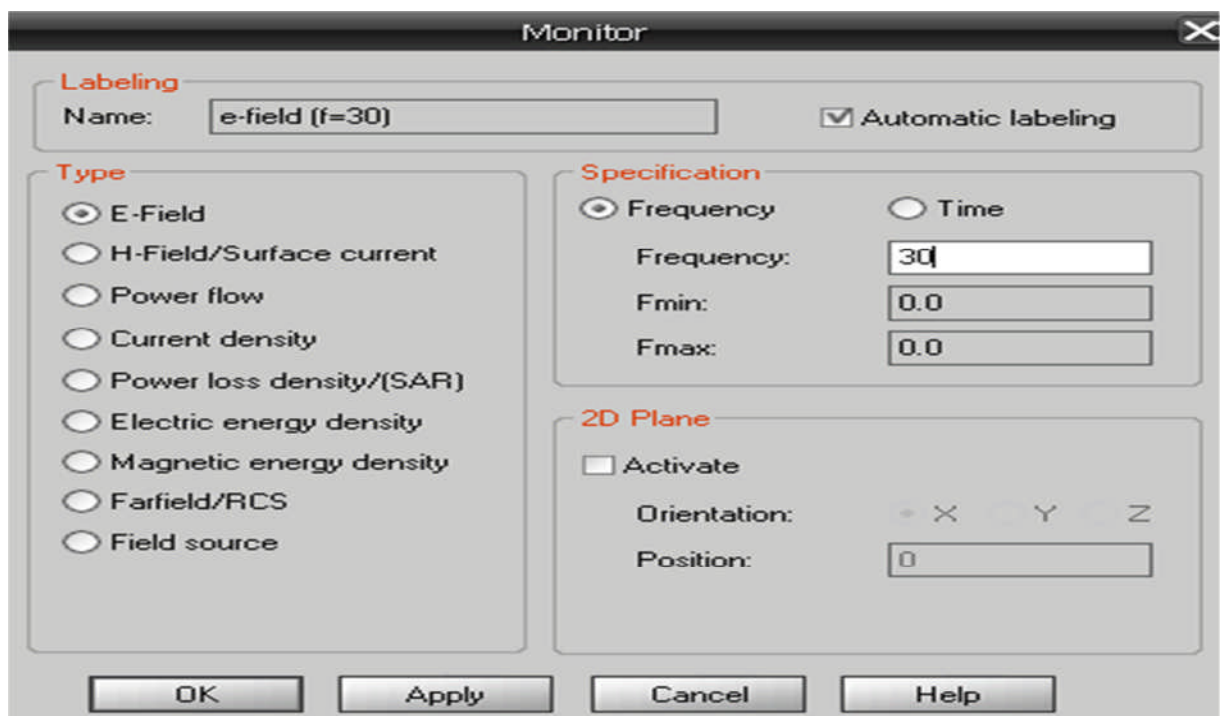 Monitor
Labeling
Name: e-field (f=30) Automatic labeling
Type
E-Field
H-Field/Surface current
Power flow
Current density
Power loss density/(SAR)
Electric energy density
Magnetic energy density
Farfield/RCS
Field source
Specification
Frequency Time
Frequency: 30
Fmin: 0.0
Fmax: 0.0
2D Plane
Activate
Orientation: X Y Z
Position: 0
OK Apply Cancel Help